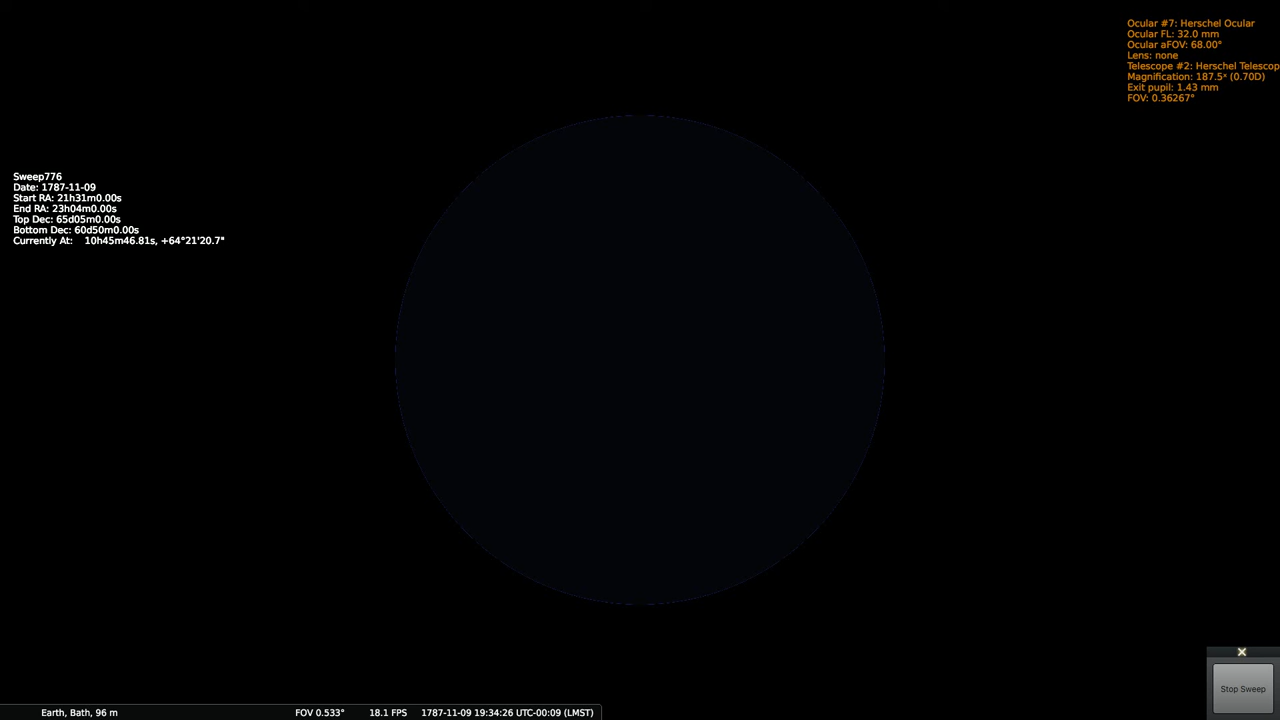 Ocular #7: Herschel Ocular
Ocular FL: 32.0 mm
Ocular aFOV: 68.00°
Lens: none
Telescope #2: Herschel Telescop
Magnification: 187.5ˣ (0.70D)
Exit pupil: 1.43 mm
FOV: 0.36267°
Sweep776
Date: 1787-11-09
Start RA: 21h31m0.00s
End RA: 23h04m0.00s
Top Dec: 65d05m0.00s
Bottom Dec: 60d50m0.00s
Currently At: 10h45m46.81s, +64°21'20.7"
Stop Sweep
Earth, Bath, 96 m FOV 0.533° 18.1 FPS 1787-11-09 19:34:26 UTC-00:09 (LMST)